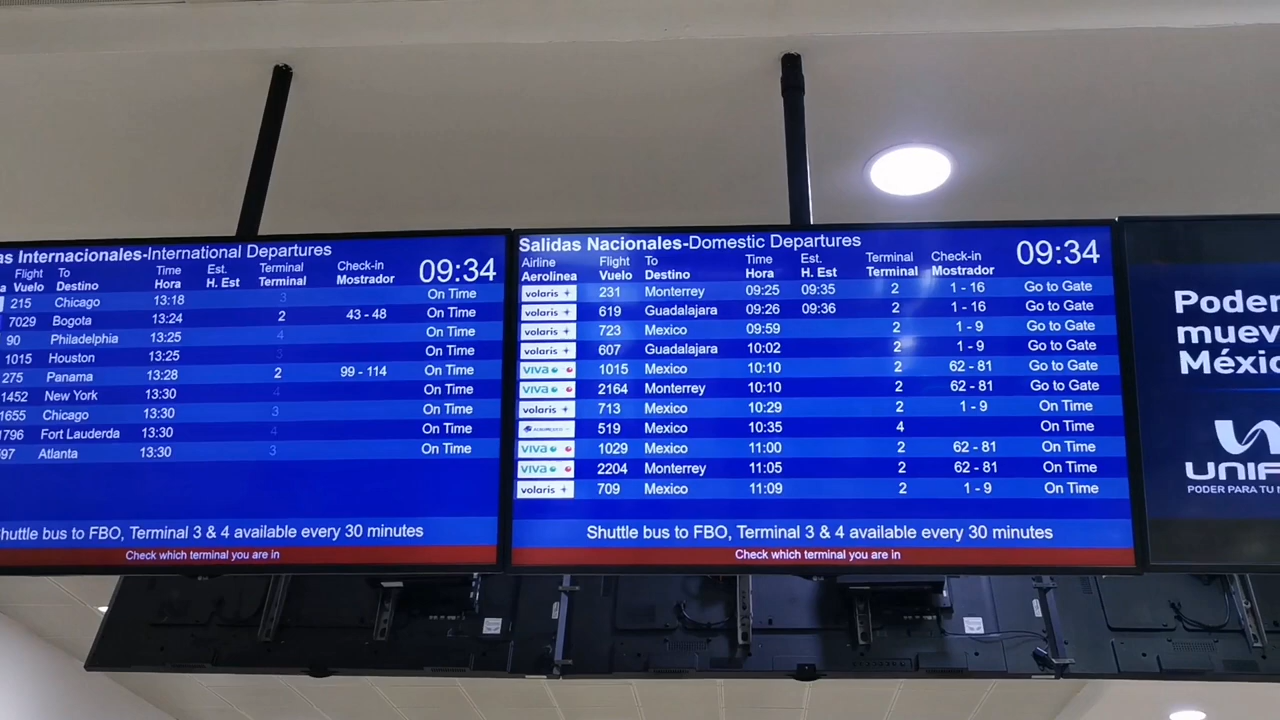 as Internacionales-International Departures
09:34
Flight To Time Est. Terminal Check-in
a Vuelo Destino Hora H. Est Terminal Mostrador
215 Chicago 13:18 3 On Time
7029 Bogota 13:24 2 43 - 48 On Time
90 Philadelphia 13:25 4 On Time
1015 Houston 13:25 3 On Time
275 Panama 13:28 2 99 - 114 On Time
1452 New York 13:30 4 On Time
1655 Chicago 13:30 3 On Time
1796 Fort Lauderda 13:30 4 On Time
97 Atlanta 13:30 3 On Time
huttle bus to FBO, Terminal 3 & 4 available every 30 minutes
Check which terminal you are in
Salidas Nacionales-Domestic Departures
09:34
Airline Flight To Time Est. Terminal Check-in
Aerolinea Vuelo Destino Hora H. Est Terminal Mostrador
volaris 231 Monterrey 09:25 09:35 2 1 - 16 Go to Gate
volaris 619 Guadalajara 09:26 09:36 2 1 - 16 Go to Gate
volaris 723 Mexico 09:59 2 1 - 9 Go to Gate
volaris 607 Guadalajara 10:02 2 1 - 9 Go to Gate
VIVA 1015 Mexico 10:10 2 62 - 81 Go to Gate
VIVA 2164 Monterrey 10:10 2 62 - 81 Go to Gate
volaris 713 Mexico 10:29 2 1 - 9 On Time
AEROMEXICO 519 Mexico 10:35 4 On Time
VIVA 1029 Mexico 11:00 2 62 - 81 On Time
VIVA 2204 Monterrey 11:05 2 62 - 81 On Time
volaris 709 Mexico 11:09 2 1 - 9 On Time
Shuttle bus to FBO, Terminal 3 & 4 available every 30 minutes
Check which terminal you are in
Poder
muev
Méxic
UNIF
PODER PARA TU